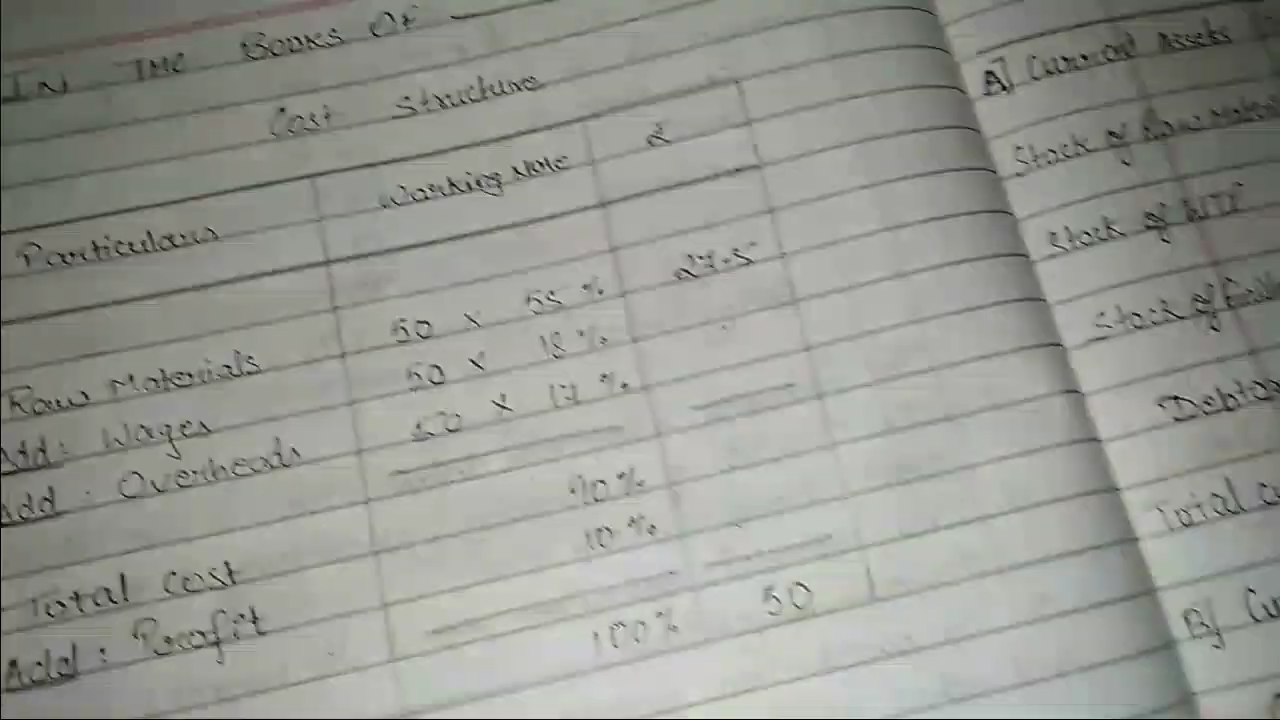 In The Books Of
Cost Structure
Particulars Working Note ₹
Raw Materials 50 x 55 % 27.5
Add: Wages 50 x 18 %
Add: Overheads 50 x 17 %
Total Cost 90%
Add: Profit 10 %
100% 50
A] Current Assets
Stock of
Stock of WIP
Stock of
Total
B]